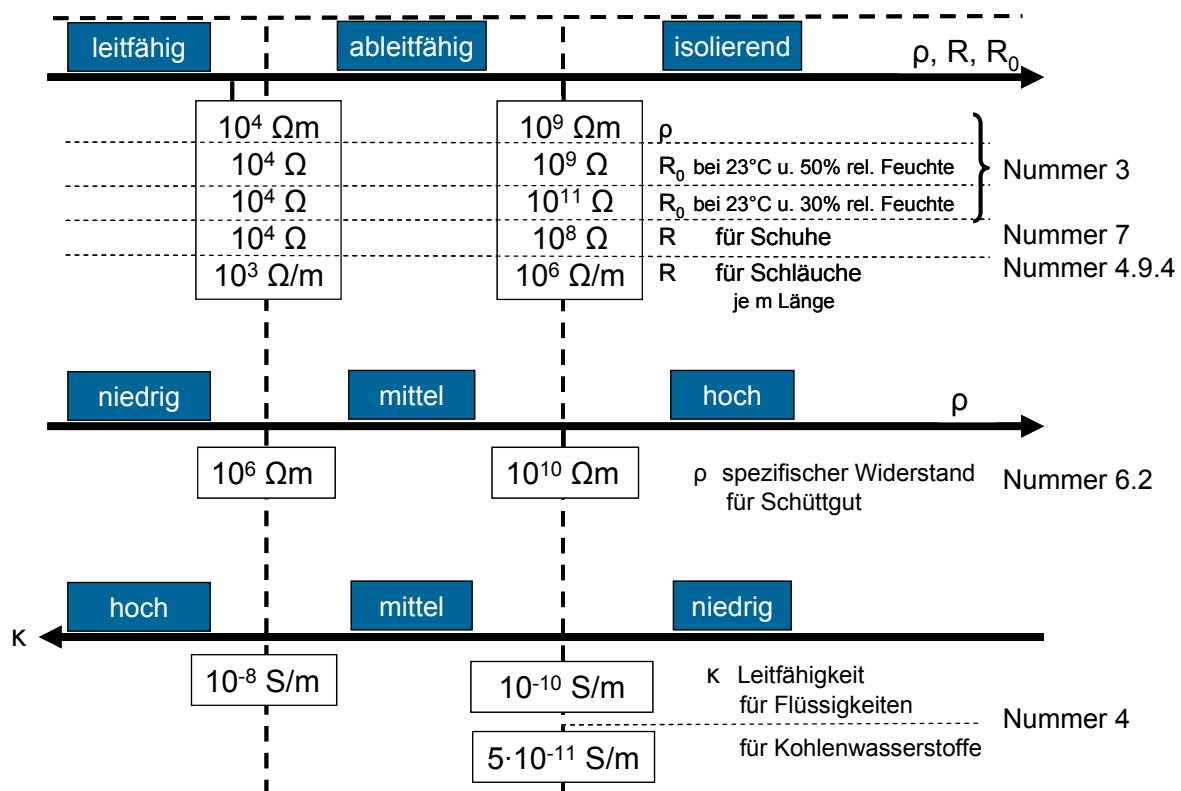 leitfähig ableitfähig isolierend
ρ, R, R₀
10⁴ Ωm 10⁹ Ωm ρ
10⁴ Ω 10⁹ Ω R₀ bei 23°C u. 50% rel. Feuchte
Nummer 3
10⁴ Ω 10¹¹ Ω R₀ bei 23°C u. 30% rel. Feuchte
10⁴ Ω 10⁸ Ω R für Schuhe Nummer 7
10³ Ω/m 10⁶ Ω/m R für Schläuche Nummer 4.9.4
je m Länge
niedrig mittel hoch
ρ
10⁶ Ωm 10¹⁰ Ωm ρ spezifischer Widerstand Nummer 6.2
für Schüttgut
hoch mittel niedrig
κ
10⁻⁸ S/m 10⁻¹⁰ S/m κ Leitfähigkeit
für Flüssigkeiten
Nummer 4
5·10⁻¹¹ S/m für Kohlenwasserstoffe